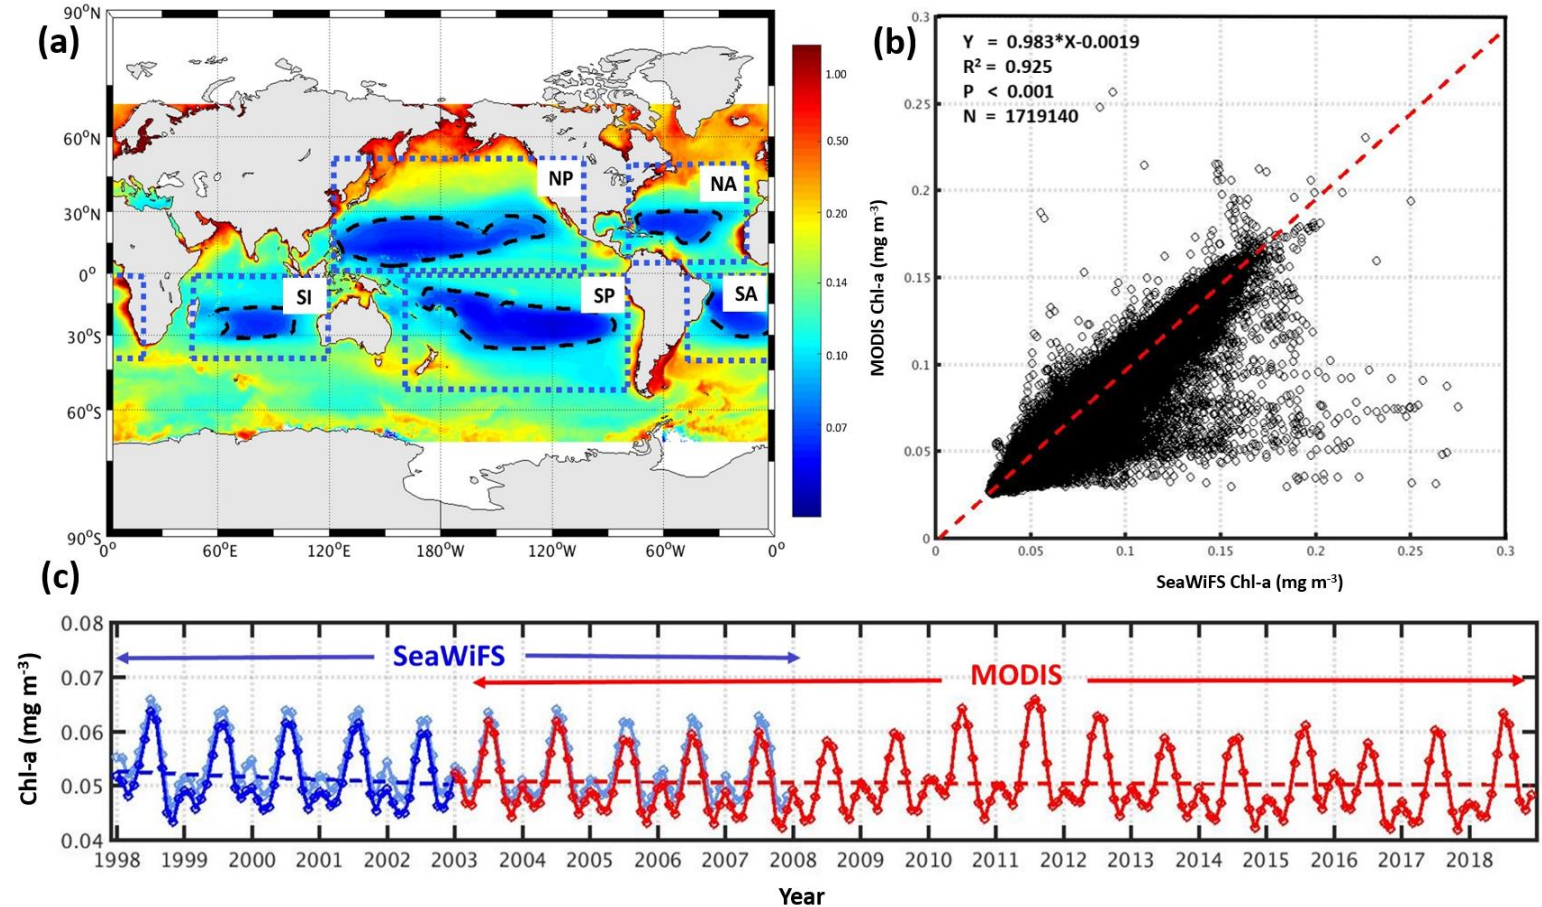 (a)
90°N
60°N
30°N
0°
30°S
60°S
90°S
0°
60°E
120°E
180°W
120°W
60°W
0°
NP
NA
SI
SP
SA
1.00
0.50
0.20
0.14
0.10
0.07
(b)
Y = 0.983*X-0.0019
R² = 0.925
P < 0.001
N = 1719140
MODIS Chl-a (mg m⁻³)
0.3
0.25
0.2
0.15
0.1
0.05
0
0
0.05
0.1
0.15
0.2
0.25
0.3
SeaWiFS Chl-a (mg m⁻³)
(c)
Chl-a (mg m⁻³)
0.08
0.07
0.06
0.05
0.04
SeaWiFS
MODIS
1998 1999 2000 2001 2002 2003 2004 2005 2006 2007 2008 2009 2010 2011 2012 2013 2014 2015 2016 2017 2018
Year